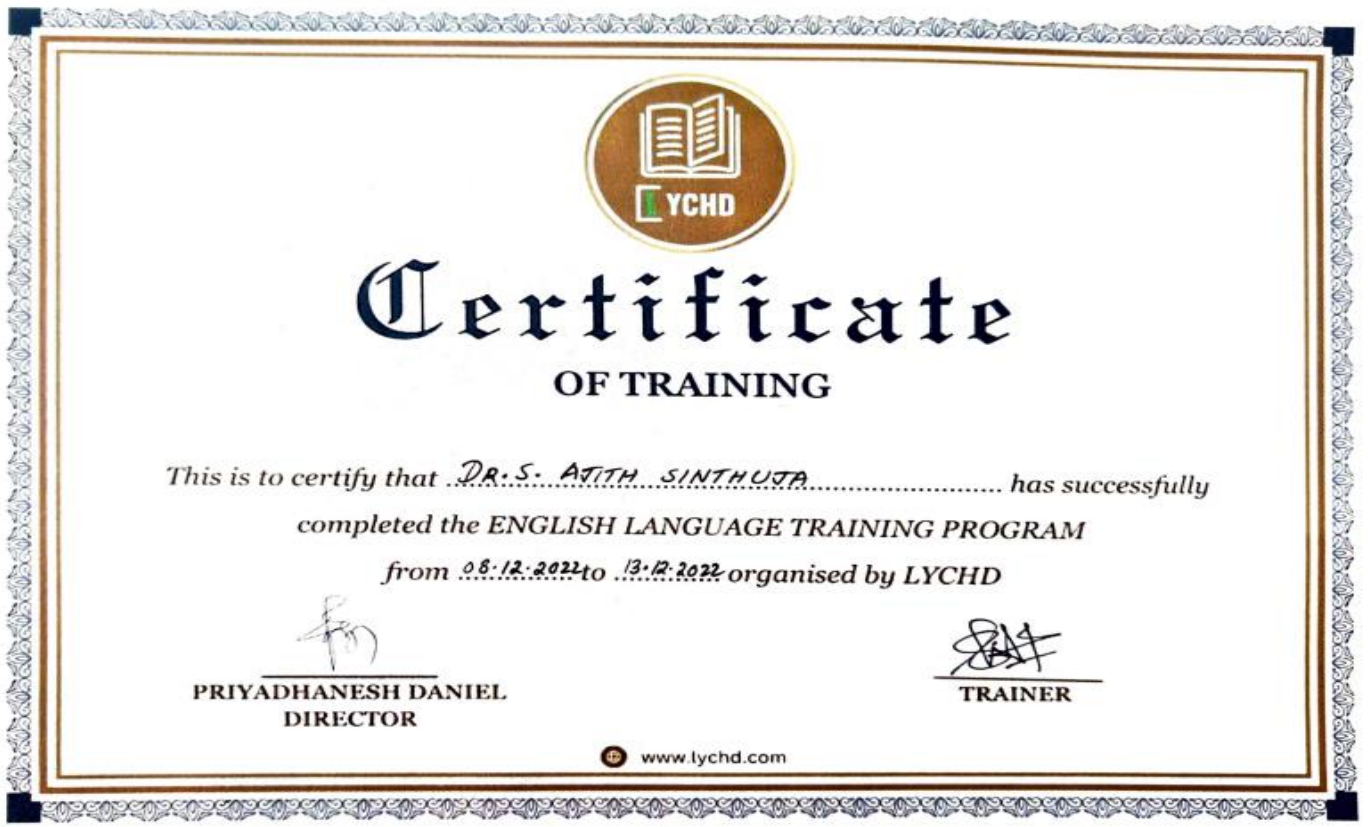 LYCHD
Certificate
OF TRAINING
This is to certify that DR. S. AJITH SINTHUJA has successfully
completed the ENGLISH LANGUAGE TRAINING PROGRAM
from 08.12.2022 to 13.12.2022 organised by LYCHD
PRIYADHANESH DANIEL
DIRECTOR
TRAINER
www.lychd.com